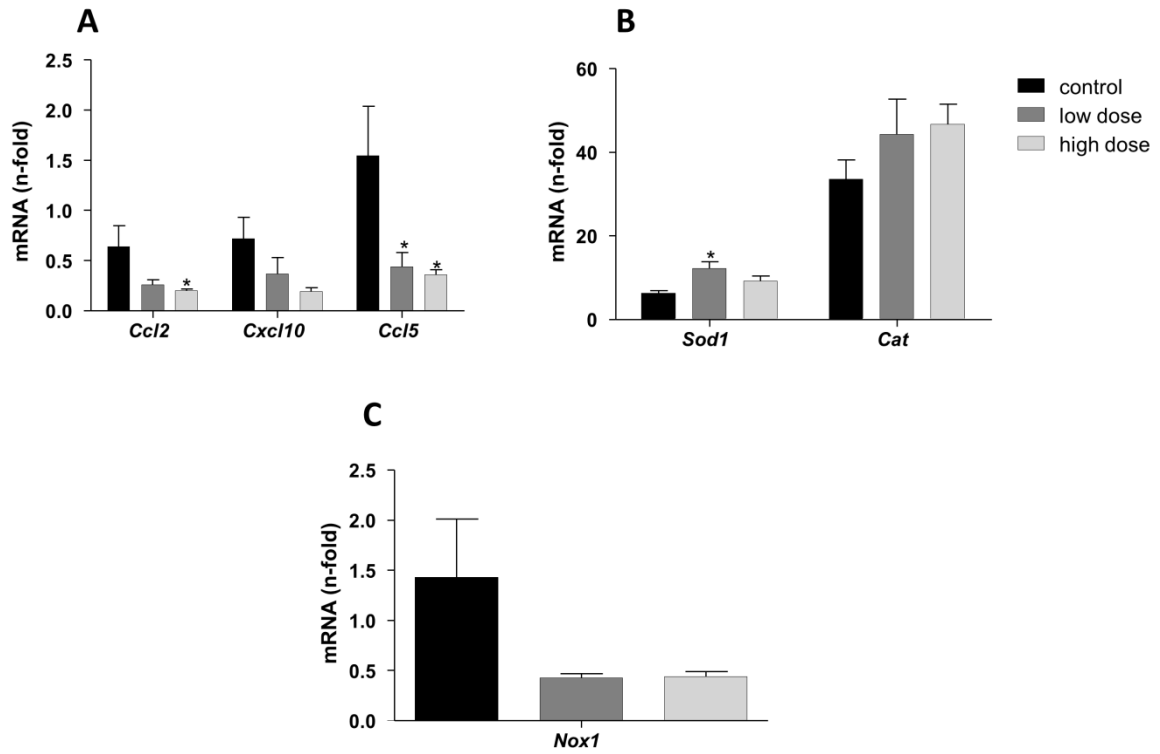 A
mRNA (n-fold)
2.5
2.0
1.5
1.0
0.5
0.0
*
*
*
Ccl2 Cxcl10 Ccl5
B
mRNA (n-fold)
60
40
20
0
*
Sod1 Cat
control
low dose
high dose
C
mRNA (n-fold)
2.5
2.0
1.5
1.0
0.5
0.0
Nox1